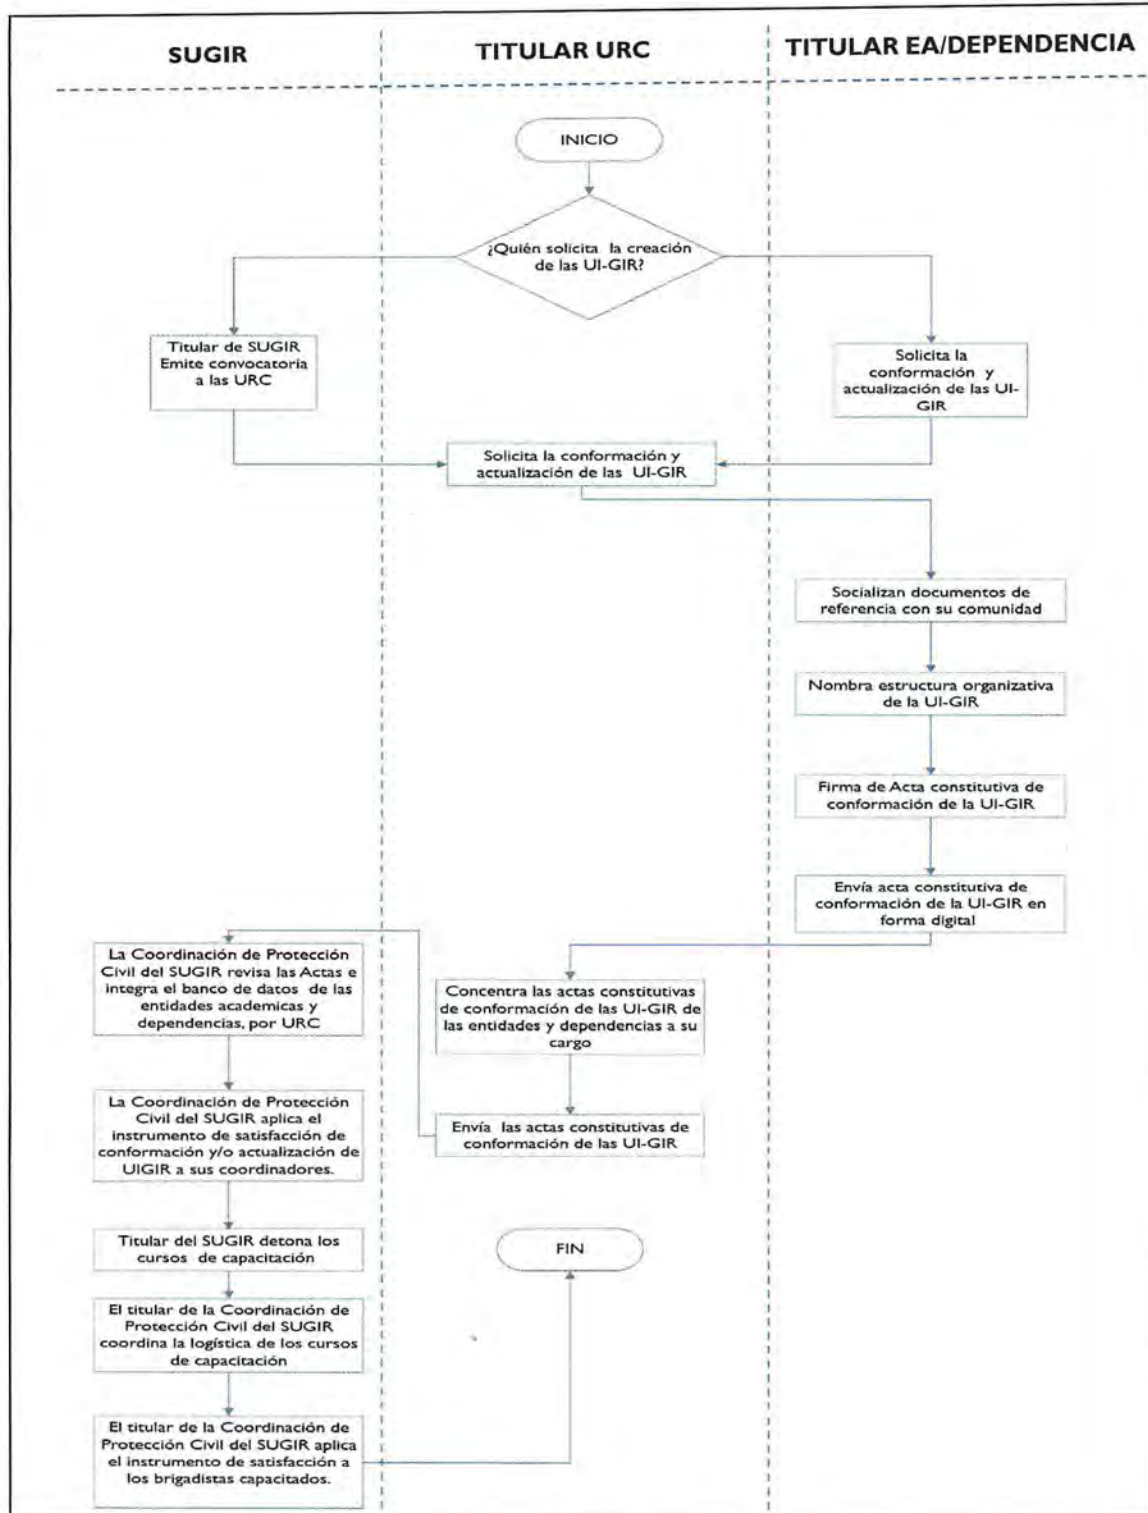 SUGIR
TITULAR URC
TITULAR EA/DEPENDENCIA
INICIO
¿Quién solicita la creación
de las UI-GIR?
Titular de SUGIR
Emite convocatoria
a las URC
Solicita la
conformación y
actualización de las UI-
GIR
Solicita la conformación y
actualización de las UI-GIR
Socializan documentos de
referencia con su comunidad
Nombra estructura organizativa
de la UI-GIR
Firma de Acta constitutiva de
conformación de la UI-GIR
Envía acta constitutiva de
conformación de la UI-GIR en
forma digital
Concentra las actas constitutivas
de conformación de las UI-GIR de
las entidades y dependencias a su
cargo
Envía las actas constitutivas de
conformación de las UI-GIR
La Coordinación de Protección
Civil del SUGIR revisa las Actas e
integra el banco de datos de las
entidades academicas y
dependencias, por URC
La Coordinación de Protección
Civil del SUGIR aplica el
instrumento de satisfacción de
conformación y/o actualización de
UIGIR a sus coordinadores.
Titular del SUGIR detona los
cursos de capacitación
El titular de la Coordinación de
Protección Civil del SUGIR
coordina la logística de los cursos
de capacitación
El titular de la Coordinación de
Protección Civil del SUGIR aplica
el instrumento de satisfacción a
los brigadistas capacitados.
FIN